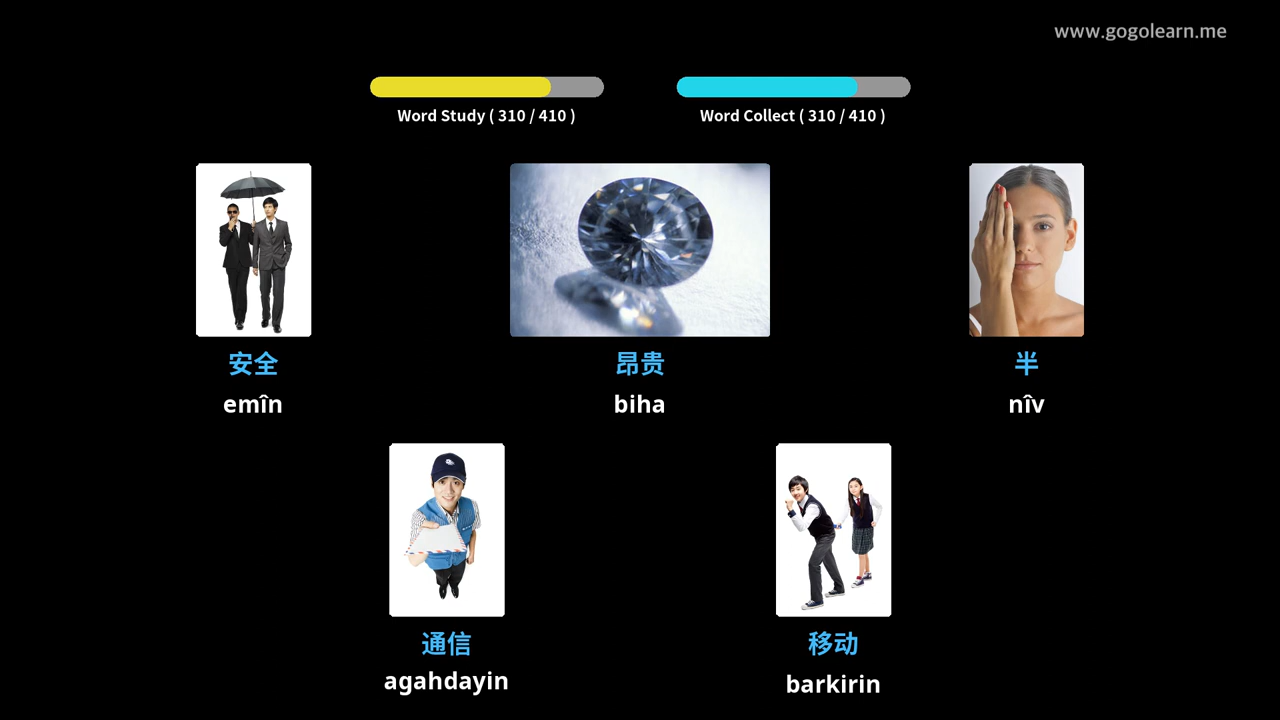 www.gogolearn.me
Word Study ( 310 / 410 )
Word Collect ( 310 / 410 )
安全
emîn
昂贵
biha
半
nîv
通信
agahdayin
移动
barkirin